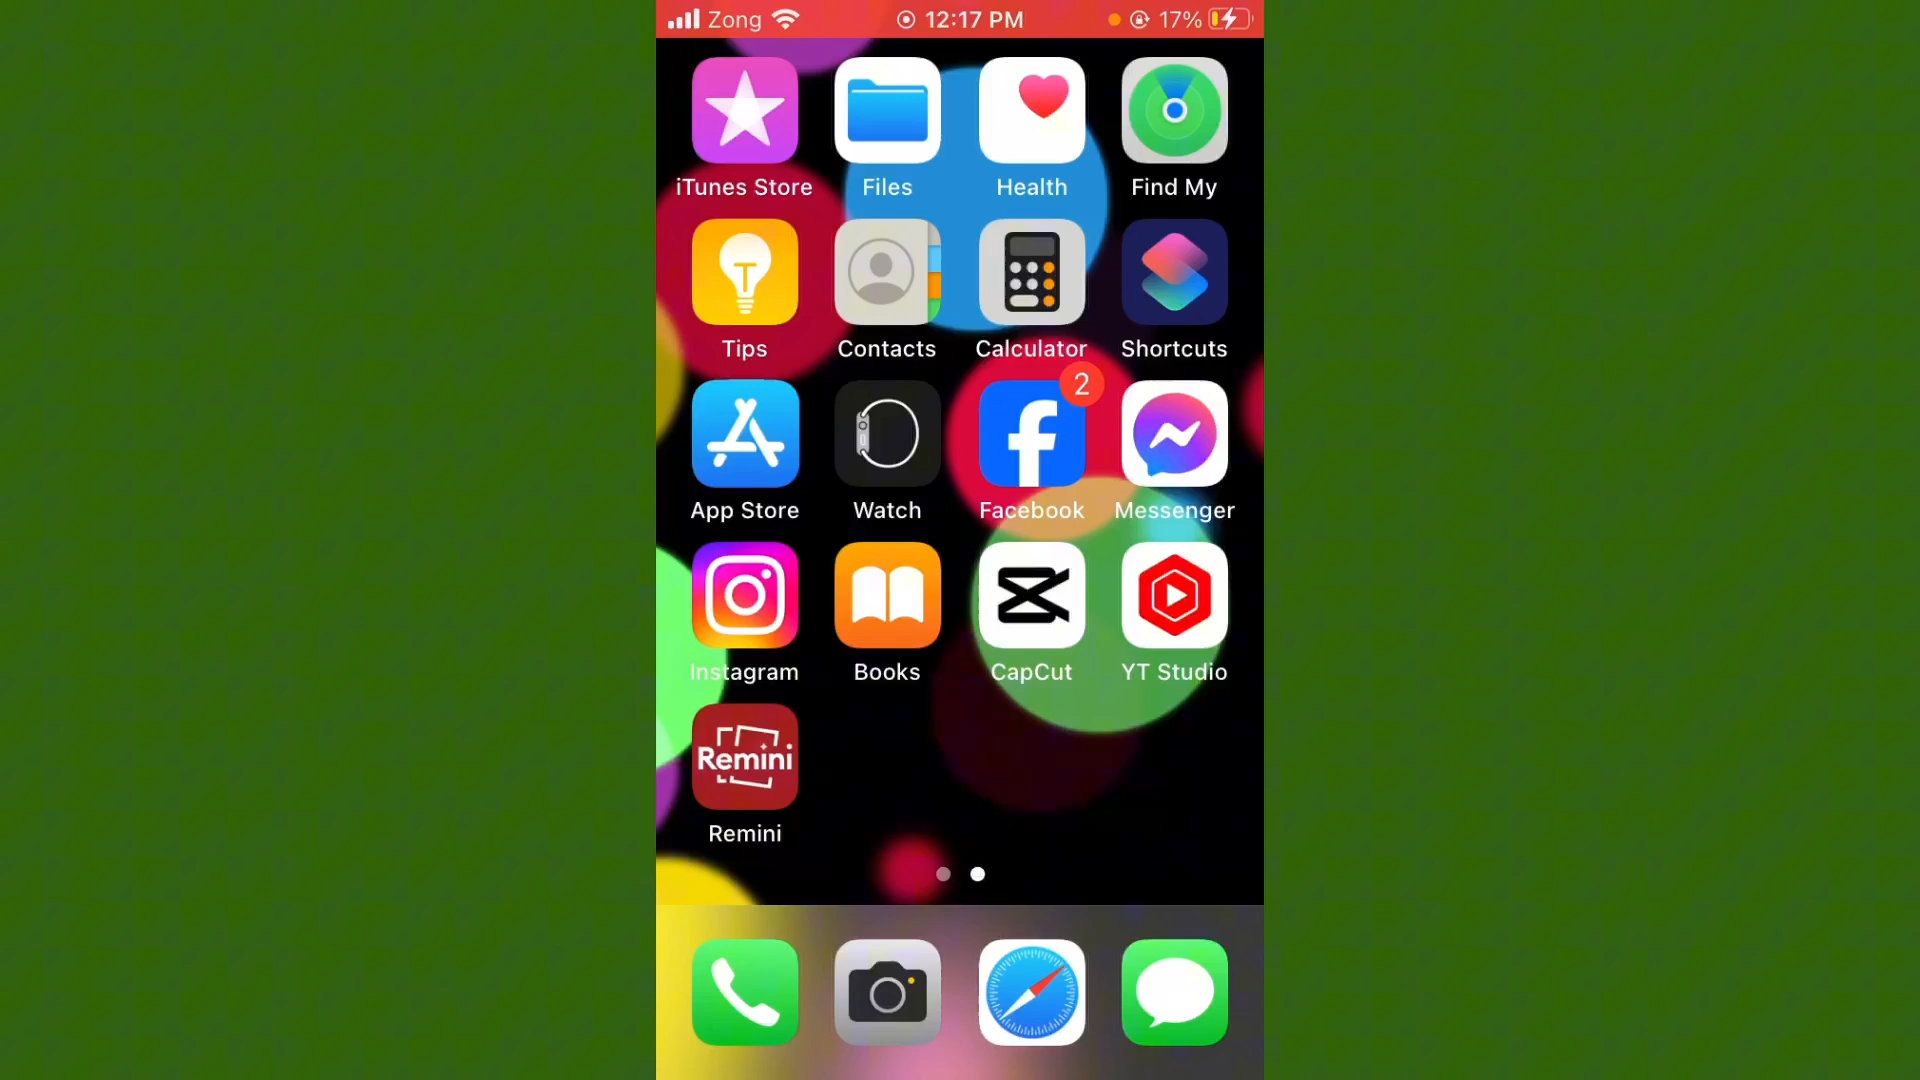 Zong 12:17 PM 17%
iTunes Store Files Health Find My
Tips Contacts Calculator Shortcuts
2
App Store Watch Facebook Messenger
Instagram Books CapCut YT Studio
Remini
Remini